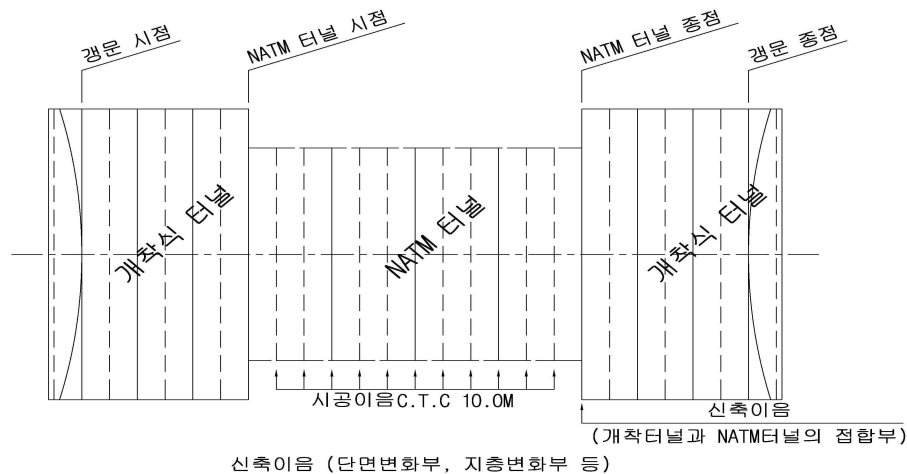 갱문 시점
NATM 터널 시점
NATM 터널 종점
갱문 종점
개착식 터널
NATM 터널
개착식 터널
시공이음C.T.C 10.0M
신축이음
(개착터널과 NATM터널의 접합부)
신축이음 (단면변화부, 지층변화부 등)